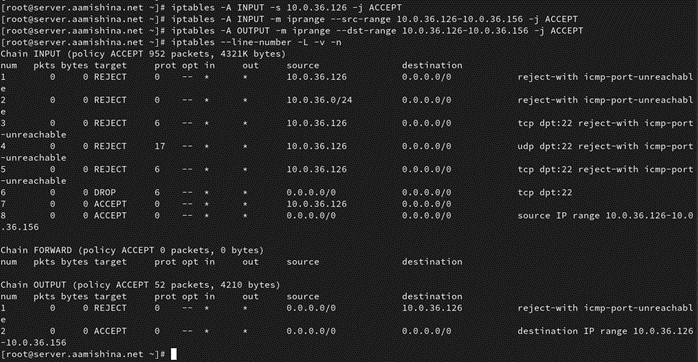 [root@server.aamishina.net ~]# iptables -A INPUT -s 10.0.36.126 -j ACCEPT
[root@server.aamishina.net ~]# iptables -A INPUT -m iprange --src-range 10.0.36.126-10.0.36.156 -j ACCEPT
[root@server.aamishina.net ~]# iptables -A OUTPUT -m iprange --dst-range 10.0.36.126-10.0.36.156 -j ACCEPT
[root@server.aamishina.net ~]# iptables --line-number -L -v -n
Chain INPUT (policy ACCEPT 952 packets, 4321K bytes)
num   pkts bytes target     prot opt in     out     source               destination
1        0     0 REJECT     0    --  *      *       10.0.36.126          0.0.0.0/0            reject-with icmp-port-unreachabl
e
2        0     0 REJECT     0    --  *      *       10.0.36.0/24         0.0.0.0/0            reject-with icmp-port-unreachabl
e
3        0     0 REJECT     6    --  *      *       10.0.36.126          0.0.0.0/0            tcp dpt:22 reject-with icmp-port
-unreachable
4        0     0 REJECT     17   --  *      *       10.0.36.126          0.0.0.0/0            udp dpt:22 reject-with icmp-port
-unreachable
5        0     0 REJECT     6    --  *      *       10.0.36.126          0.0.0.0/0            tcp dpt:22 reject-with icmp-port
-unreachable
6        0     0 DROP       6    --  *      *       0.0.0.0/0            0.0.0.0/0            tcp dpt:22
7        0     0 ACCEPT     0    --  *      *       10.0.36.126          0.0.0.0/0
8        0     0 ACCEPT     0    --  *      *       0.0.0.0/0            0.0.0.0/0            source IP range 10.0.36.126-10.0
.36.156
Chain FORWARD (policy ACCEPT 0 packets, 0 bytes)
num   pkts bytes target     prot opt in     out     source               destination
Chain OUTPUT (policy ACCEPT 52 packets, 4210 bytes)
num   pkts bytes target     prot opt in     out     source               destination
1        0     0 REJECT     0    --  *      *       0.0.0.0/0            10.0.36.126          reject-with icmp-port-unreachabl
e
2        0     0 ACCEPT     0    --  *      *       0.0.0.0/0            0.0.0.0/0            destination IP range 10.0.36.126
-10.0.36.156
[root@server.aamishina.net ~]#